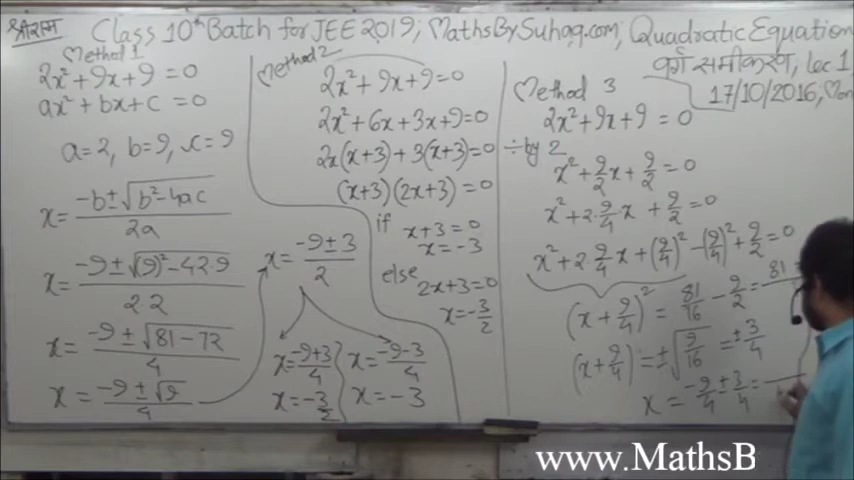 श्रीराम Class 10th Batch for JEE 2019; MathsBySuhag.com; Quadratic Equation
वर्ग समीकरण, Lec 1
17/10/2016, Mon
Method 1
2x² + 9x + 9 = 0
ax² + bx + c = 0
a = 2, b = 9, c = 9
x = (-b ± √(b² - 4ac)) / 2a
x = (-9 ± √((9)² - 4·2·9)) / 2·2
x = (-9 ± √(81 - 72)) / 4
x = (-9 ± √9) / 4
x = (-9 ± 3) / 2
x = (-9 + 3) / 4
x = -3/2
x = (-9 - 3) / 4
x = -3
Method 2
2x² + 9x + 9 = 0
2x² + 6x + 3x + 9 = 0
2x(x + 3) + 3(x + 3) = 0
(x + 3)(2x + 3) = 0
if x + 3 = 0
x = -3
else 2x + 3 = 0
x = -3/2
Method 3
2x² + 9x + 9 = 0
÷ by 2
x² + 9/2 x + 9/2 = 0
x² + 2·9/4 x + 9/2 = 0
x² + 2·9/4 x + (9/4)² - (9/4)² + 9/2 = 0
(x + 9/4)² = 81/16 - 9/2 = 81
(x + 9/4) = ±√(9/16) = ± 3/4
x = -9/4 ± 3/4 =
www.MathsB